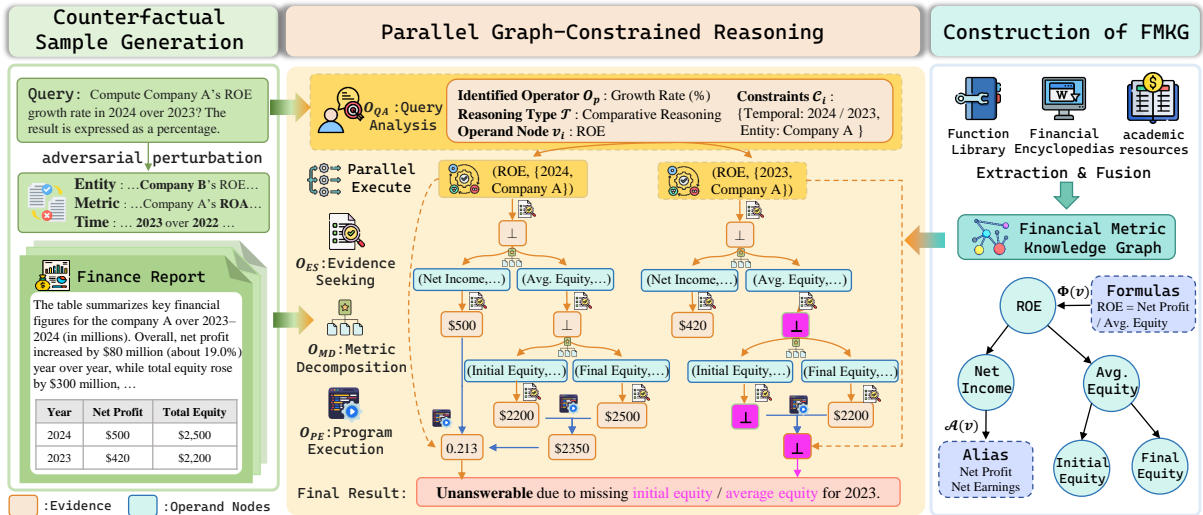 Counterfactual
Sample Generation
Query: Compute Company A's ROE
growth rate in 2024 over 2023? The
result is expressed as a percentage.
adversarial perturbation
Entity : …Company B's ROE…
Metric : …Company A's ROA…
Time : … 2023 over 2022 …
Finance Report
The table summarizes key financial
figures for the company A over 2023–
2024 (in millions). Overall, net profit
increased by $80 million (about 19.0%)
year over year, while total equity rose
by $300 million, …
Year Net Profit Total Equity
2024 $500 $2,500
2023 $420 $2,200
:Evidence :Operand Nodes
Parallel Graph-Constrained Reasoning
O_QA :Query
Analysis
Identified Operator O_p : Growth Rate (%)
Reasoning Type 𝒯 : Comparative Reasoning
Operand Node v_i : ROE
Constraints 𝒞_i :
{Temporal: 2024 / 2023,
Entity: Company A }
Parallel
Execute
(ROE, {2024,
Company A})
(ROE, {2023,
Company A})
⊥
O_ES:Evidence
Seeking
(Net Income,…) (Avg. Equity,…) (Net Income,…) (Avg. Equity,…)
$500 ⊥ $420 ⊥
O_MD:Metric
Decomposition
(Initial Equity,…) (Final Equity,…) (Initial Equity,…) (Final Equity,…)
$2200 $2500 ⊥ $2200
O_PE:Program
Execution
0.213 $2350 ⊥
Final Result: Unanswerable due to missing initial equity / average equity for 2023.
Construction of FMKG
Function
Library
Financial
Encyclopedias
academic
resources
Extraction & Fusion
Financial Metric
Knowledge Graph
ROE
Φ(v)
Formulas
ROE = Net Profit
/ Avg. Equity
Net
Income
Avg.
Equity
𝒜(v)
Alias
Net Profit
Net Earnings
Initial
Equity
Final
Equity